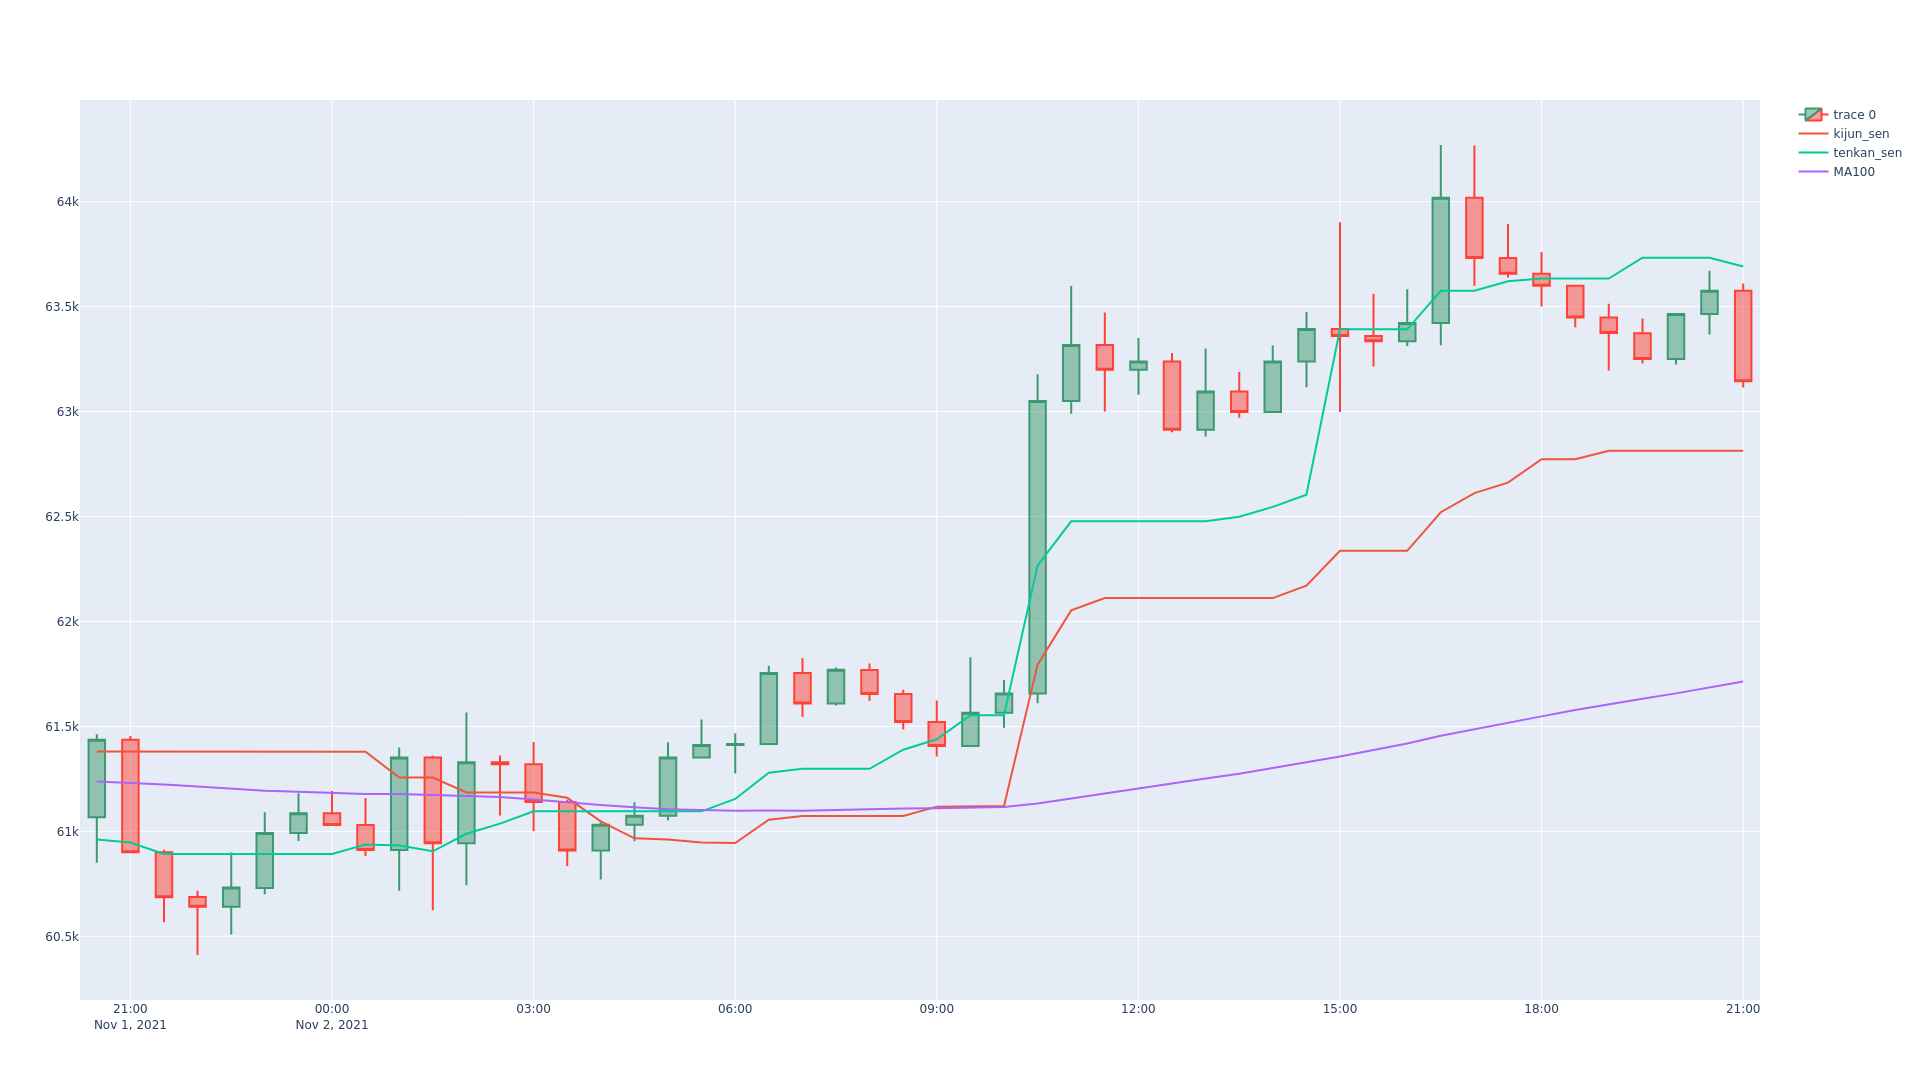 trace 0
kijun_sen
tenkan_sen
MA100
64k
63.5k
63k
62.5k
62k
61.5k
61k
60.5k
21:00 00:00 03:00 06:00 09:00 12:00 15:00 18:00 21:00
Nov 1, 2021 Nov 2, 2021